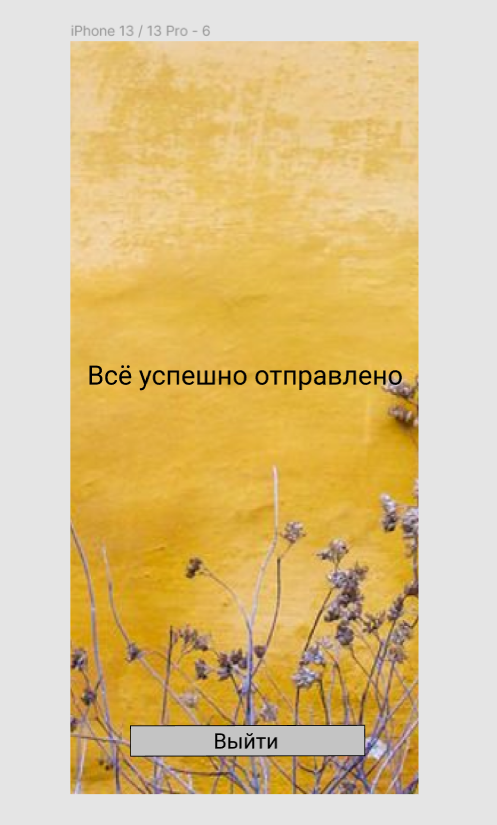 iPhone 13 / 13 Pro - 6
Всё успешно отправлено
Выйти